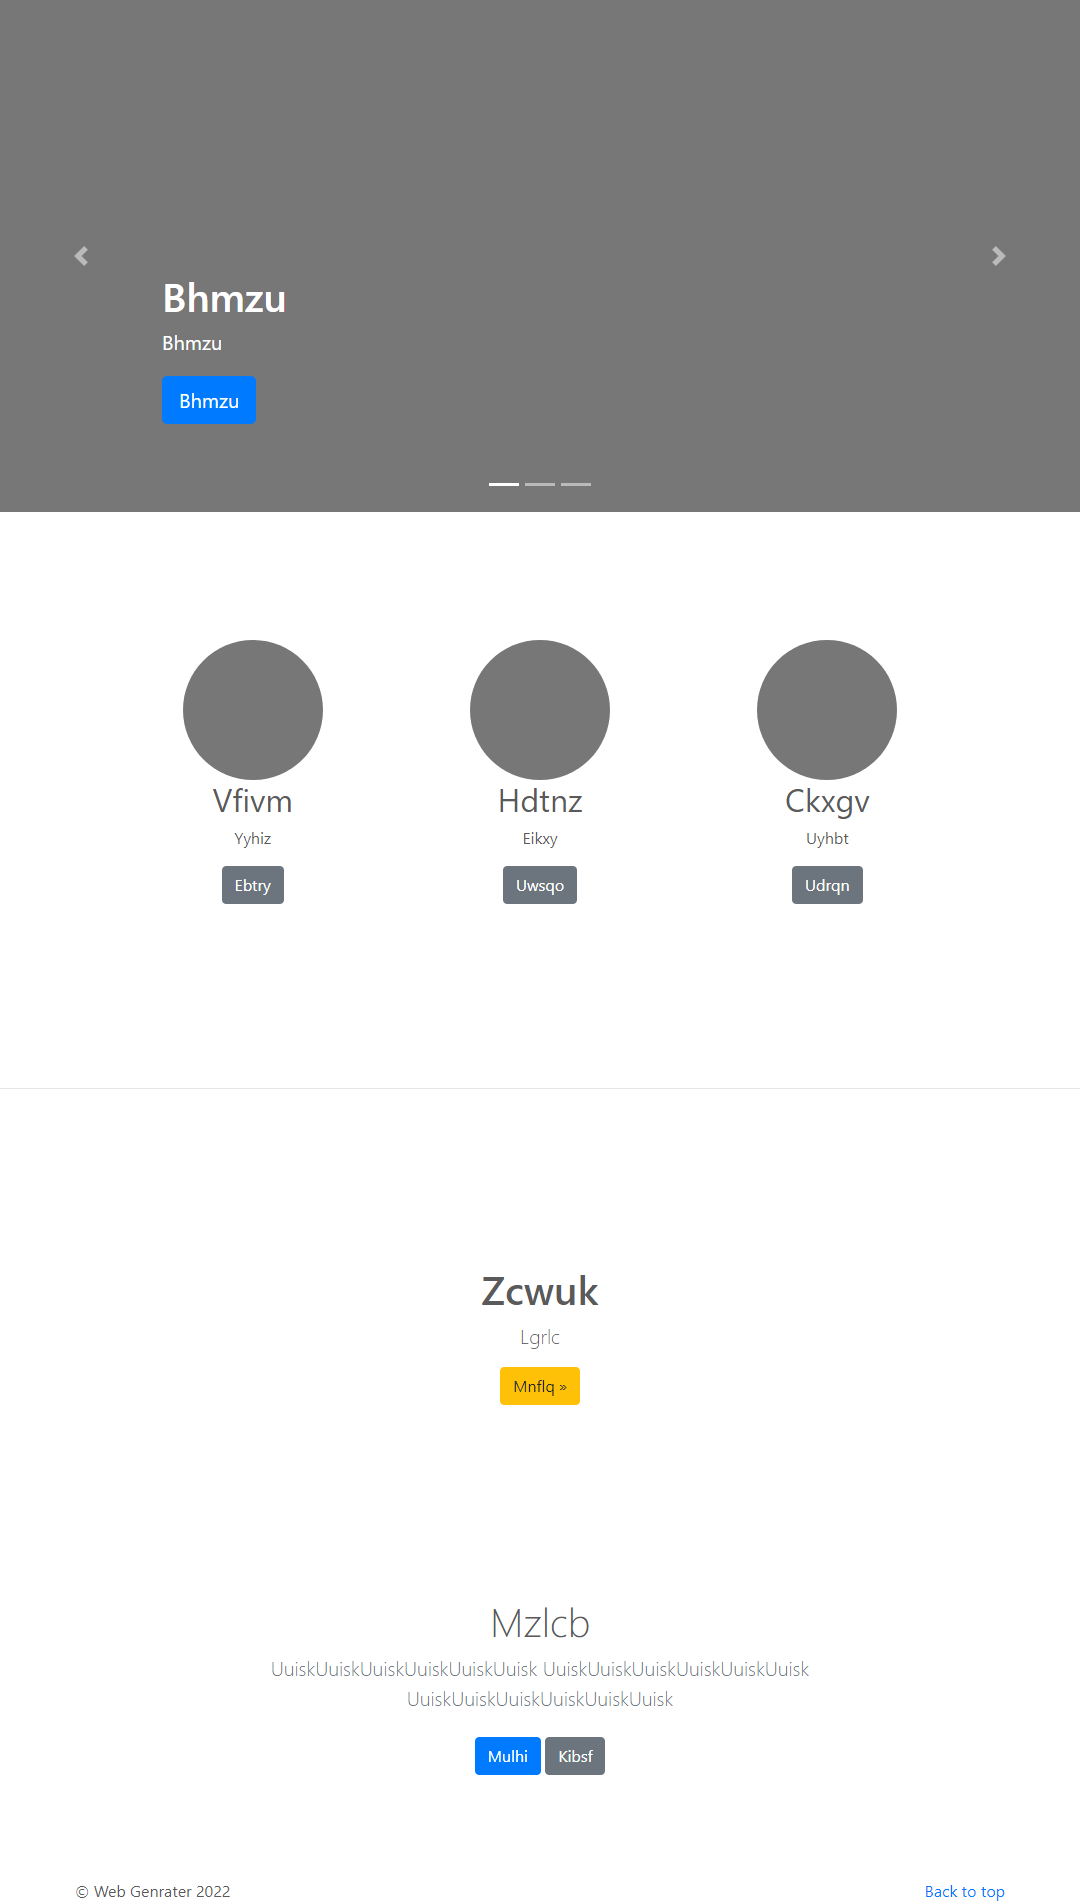 Bhmzu
Bhmzu
Bhmzu
Vfivm
Yyhiz
Ebtry
Hdtnz
Eikxy
Uwsqo
Ckxgv
Uyhbt
Udrqn
Zcwuk
Lgrlc
Mnflq »
Mzlcb
UuiskUuiskUuiskUuiskUuiskUuisk UuiskUuiskUuiskUuiskUuiskUuisk
UuiskUuiskUuiskUuiskUuiskUuisk
Mulhi Kibsf
© Web Genrater 2022
Back to top